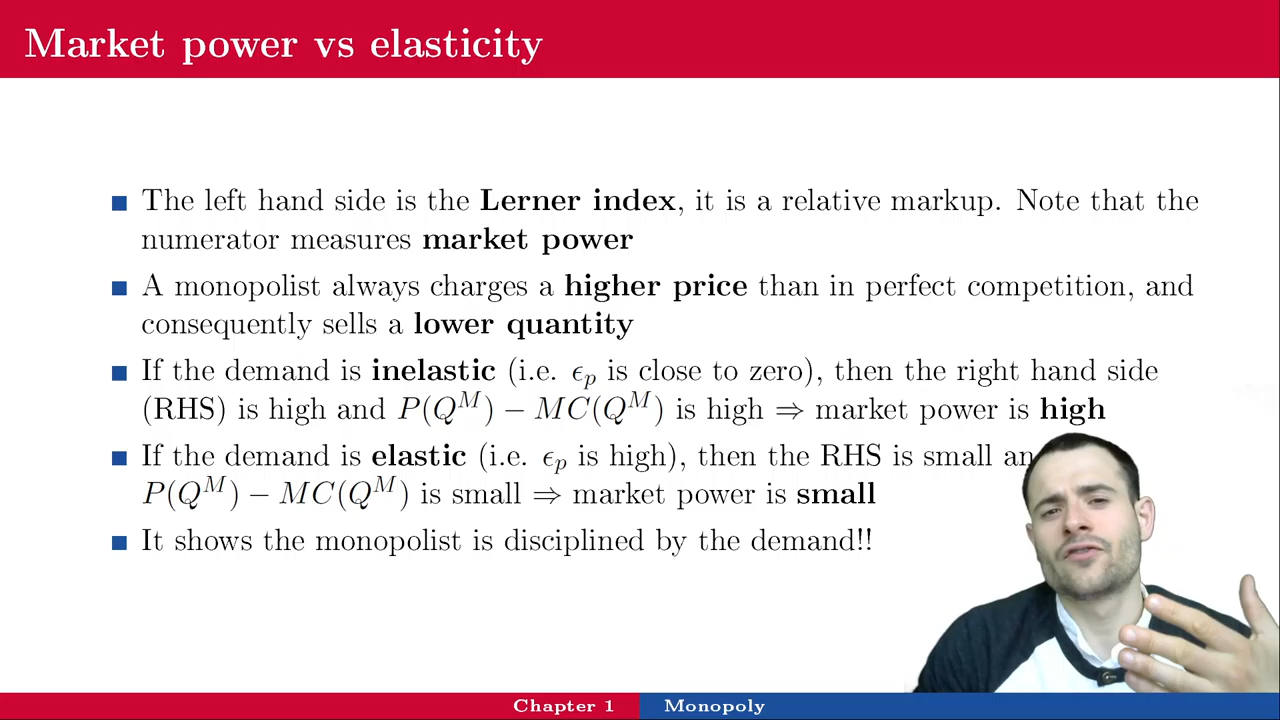 Market power vs elasticity
The left hand side is the Lerner index, it is a relative markup. Note that the
numerator measures market power
A monopolist always charges a higher price than in perfect competition, and
consequently sells a lower quantity
If the demand is inelastic (i.e. ϵₚ is close to zero), then the right hand side
(RHS) is high and P(Qᴹ) − MC(Qᴹ) is high ⇒ market power is high
If the demand is elastic (i.e. ϵₚ is high), then the RHS is small
P(Qᴹ) − MC(Qᴹ) is small ⇒ market power is small
It shows the monopolist is disciplined by the demand!!
Chapter 1 Monopoly